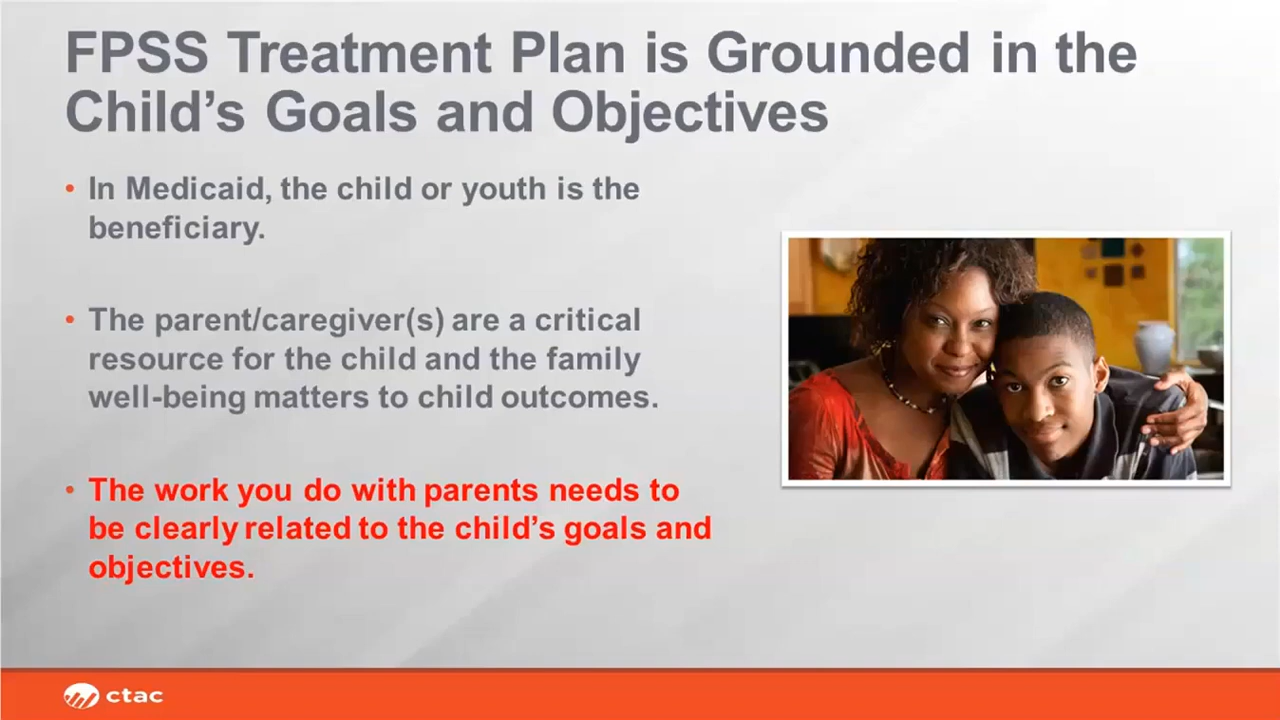 FPSS Treatment Plan is Grounded in the
Child’s Goals and Objectives
• In Medicaid, the child or youth is the
beneficiary.
• The parent/caregiver(s) are a critical
resource for the child and the family
well-being matters to child outcomes.
• The work you do with parents needs to
be clearly related to the child’s goals and
objectives.
ctac